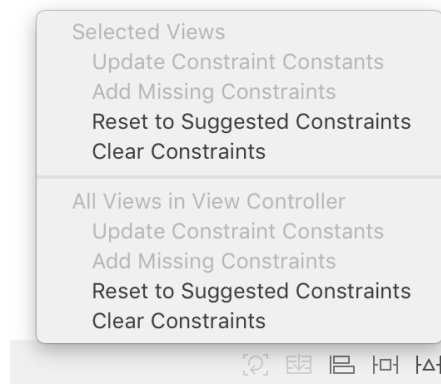 Selected Views
Update Constraint Constants
Add Missing Constraints
Reset to Suggested Constraints
Clear Constraints
All Views in View Controller
Update Constraint Constants
Add Missing Constraints
Reset to Suggested Constraints
Clear Constraints